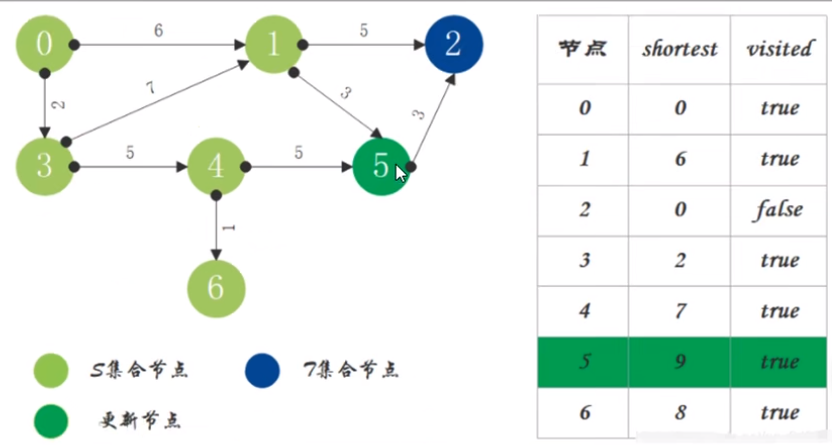 0 6 1 5 2
2 7 3 3
3 5 4 5 5
1
6
S集合节点 7集合节点
更新节点
节点 shortest visited
0 0 true
1 6 true
2 0 false
3 2 true
4 7 true
5 9 true
6 8 true